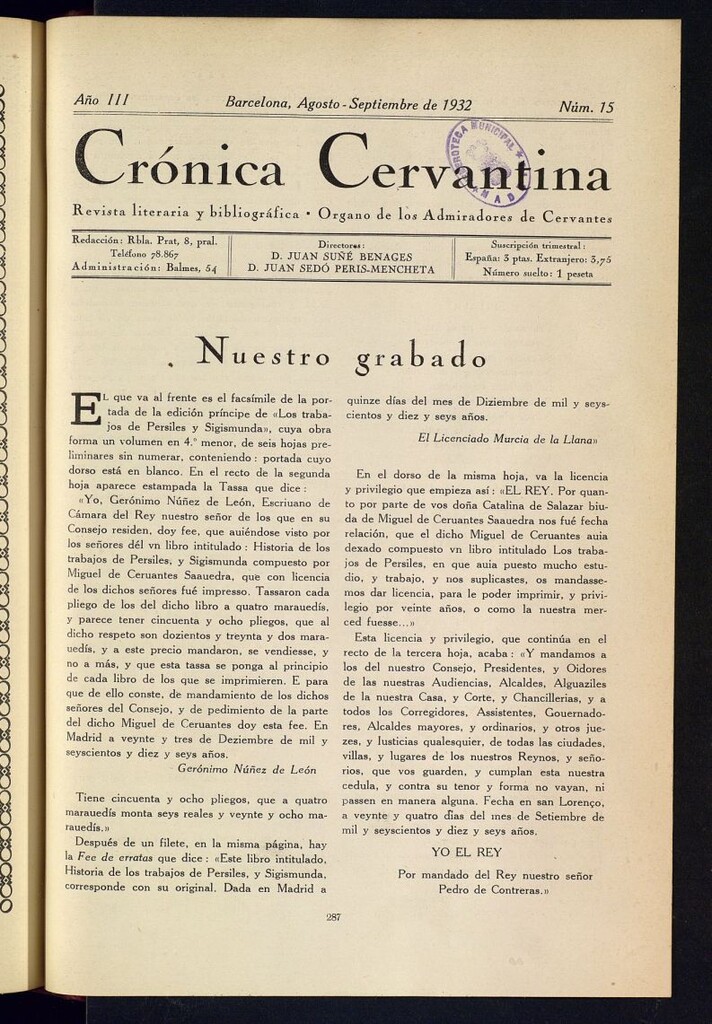 Año III
Barcelona, Agosto-Septiembre de 1932
Núm. 15
Crónica Cervantina
HEMEROTECA MUNICIPAL
MAD
Revista literaria y bibliográfica • Organo de los Admiradores de Cervantes
Redacción: Rbla. Prat, 8, pral.
Teléfono 78.867
Administración: Balmes, 54
Directores:
D. JUAN SUÑÉ BENAGES
D. JUAN SEDÓ PERIS-MENCHETA
Suscripción trimestral:
España: 3 ptas. Extranjero: 3,75
Número suelto: 1 peseta
Nuestro grabado
EL que va al frente es el facsímile de la por-
tada de la edición príncipe de «Los traba-
jos de Persiles y Sigismunda», cuya obra
forma un volumen en 4.º menor, de seis hojas pre-
liminares sin numerar, conteniendo: portada cuyo
dorso está en blanco. En el recto de la segunda
hoja aparece estampada la Tassa que dice:
«Yo, Gerónimo Núñez de León, Escriuano de
Cámara del Rey nuestro señor de los que en su
Consejo residen, doy fee, que auiéndose visto por
los señores dél vn libro intitulado: Historia de los
trabajos de Persiles, y Sigismunda compuesto por
Miguel de Ceruantes Saauedra, que con licencia
de los dichos señores fué impresso. Tassaron cada
pliego de los del dicho libro a quatro marauedís,
y parece tener cincuenta y ocho pliegos, que al
dicho respeto son dozientos y treynta y dos mara-
uedís, y a este precio mandaron, se vendiesse, y
no a más, y que esta tassa se ponga al principio
de cada libro de los que se imprimieren. E para
que de ello conste, de mandamiento de los dichos
señores del Consejo, y de pedimiento de la parte
del dicho Miguel de Ceruantes doy esta fee. En
Madrid a veynte y tres de Deziembre de mil y
seyscientos y diez y seys años.
Gerónimo Núñez de León
Tiene cincuenta y ocho pliegos, que a quatro
marauedís monta seys reales y veynte y ocho ma-
rauedís.»
Después de un filete, en la misma página, hay
la Fee de erratas que dice: «Este libro intitulado,
Historia de los trabajos de Persiles, y Sigismunda,
corresponde con su original. Dada en Madrid a
quinze días del mes de Diziembre de mil y seys-
cientos y diez y seys años.
El Licenciado Murcia de la Llana»
En el dorso de la misma hoja, va la licencia
y privilegio que empieza así: «EL REY. Por quan-
to por parte de vos doña Catalina de Salazar biu-
da de Miguel de Ceruantes Saauedra nos fué fecha
relación, que el dicho Miguel de Ceruantes auia
dexado compuesto vn libro intitulado Los traba-
jos de Persiles, en que auia puesto mucho estu-
dio, y trabajo, y nos suplicastes, os mandasse-
mos dar licencia, para le poder imprimir, y privi-
legio por veinte años, o como la nuestra mer-
ced fuesse...»
Esta licencia y privilegio, que continúa en el
recto de la tercera hoja, acaba: «Y mandamos a
los del nuestro Consejo, Presidentes, y Oidores
de las nuestras Audiencias, Alcaldes, Alguaziles
de la nuestra Casa, y Corte, y Chancillerias, y a
todos los Corregidores, Assistentes, Gouernado-
res, Alcaldes mayores, y ordinarios, y otros jue-
zes, y Iusticias qualesquier, de todas las ciudades,
villas, y lugares de los nuestros Reynos, y seño-
rios, que vos guarden, y cumplan esta nuestra
cedula, y contra su tenor y forma no vayan, ni
passen en manera alguna. Fecha en san Lorenço,
a veynte y quatro días del mes de Setiembre de
mil y seyscientos y diez y seys años.
YO EL REY
Por mandado del Rey nuestro señor
Pedro de Contreras.»
287